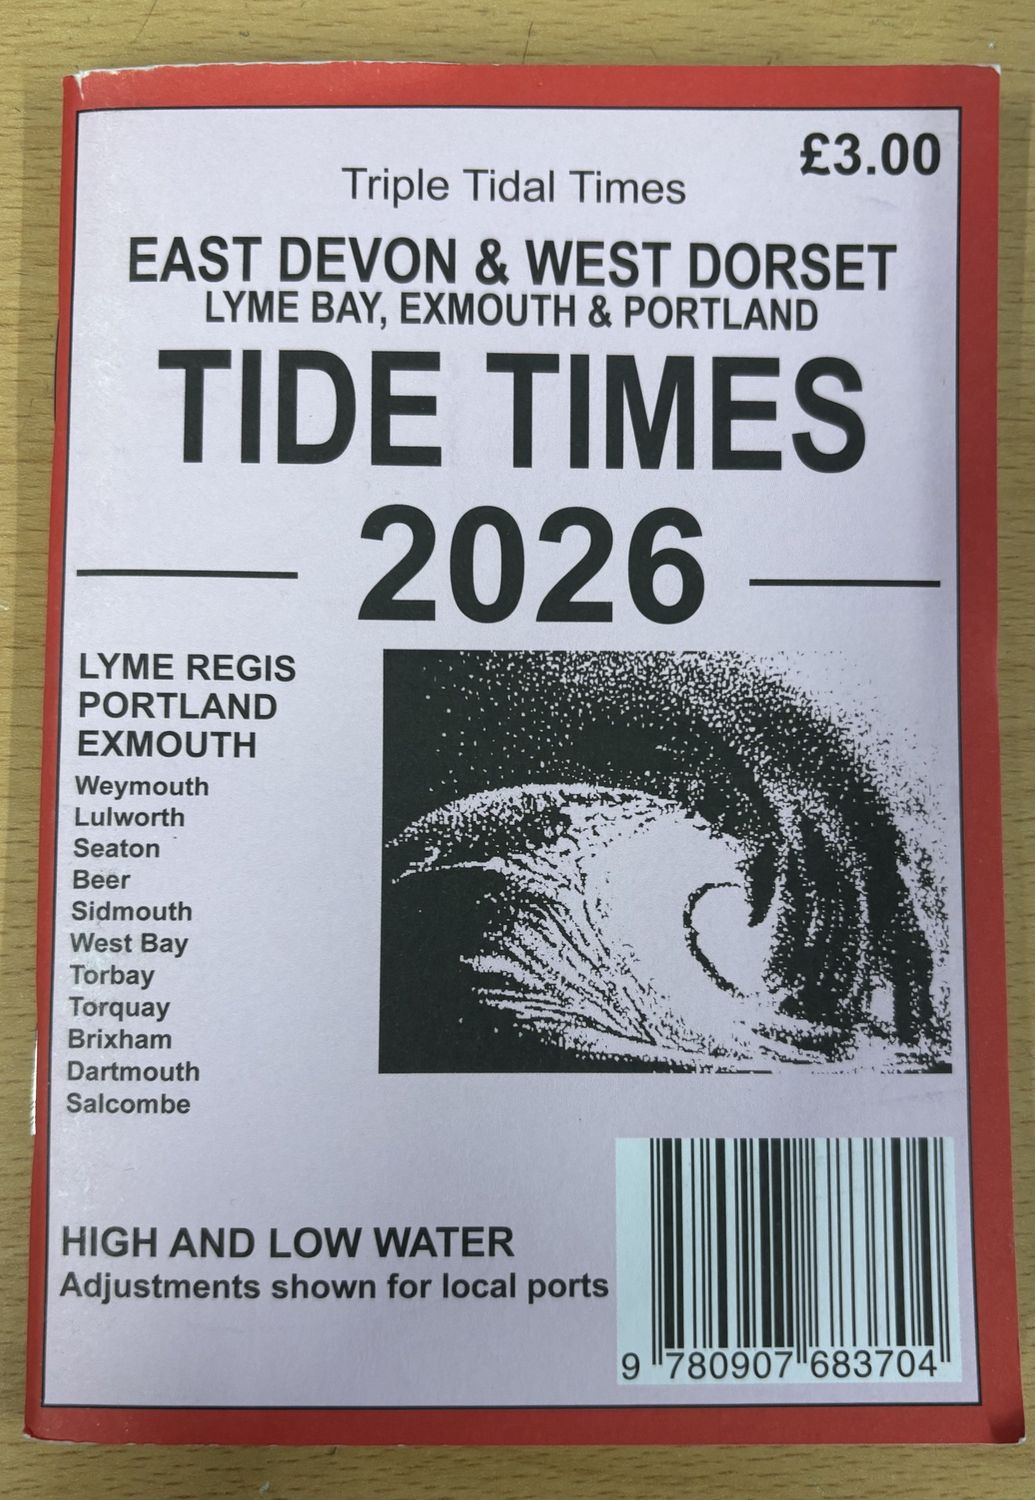 £3.00
Triple Tidal Times
EAST DEVON & WEST DORSET
LYME BAY, EXMOUTH & PORTLAND
TIDE TIMES
2026
LYME REGIS
PORTLAND
EXMOUTH
Weymouth
Lulworth
Seaton
Beer
Sidmouth
West Bay
Torbay
Torquay
Brixham
Dartmouth
Salcombe
HIGH AND LOW WATER
Adjustments shown for local ports
9 780907 683704